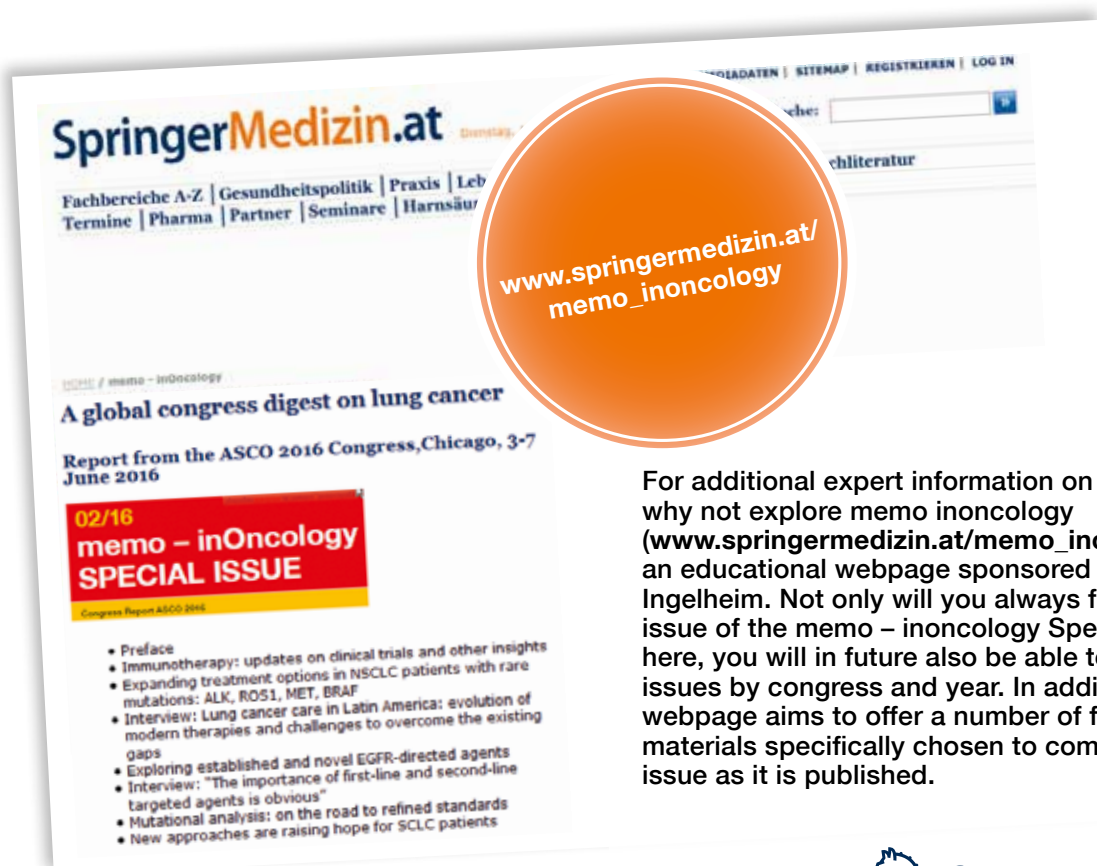 SpringerMedizin.at
SITEMAP | REGISTRIEREN | LOG IN
Fachbereiche A-Z | Gesundheitspolitik | Praxis |
Termine | Pharma | Partner | Seminare |
www.springermedizin.at/
memo_inoncology
HOME / memo – inOncology
A global congress digest on lung cancer
Report from the ASCO 2016 Congress,Chicago, 3-7
June 2016
02/16
memo – inOncology
SPECIAL ISSUE
Congress Report ASCO 2016
• Preface
• Immunotherapy: updates on clinical trials and other insights
• Expanding treatment options in NSCLC patients with rare
mutations: ALK, ROS1, MET, BRAF
• Interview: Lung cancer care in Latin America: evolution of
modern therapies and challenges to overcome the existing
gaps
• Exploring established and novel EGFR-directed agents
• Interview: "The importance of first-line and second-line
targeted agents is obvious"
• Mutational analysis: on the road to refined standards
• New approaches are raising hope for SCLC patients
For additional expert information on
why not explore memo inoncology
(www.springermedizin.at/memo_ino
an educational webpage sponsored
Ingelheim. Not only will you always f
issue of the memo – inoncology Spe
here, you will in future also be able to
issues by congress and year. In addi
webpage aims to offer a number of f
materials specifically chosen to com
issue as it is published.